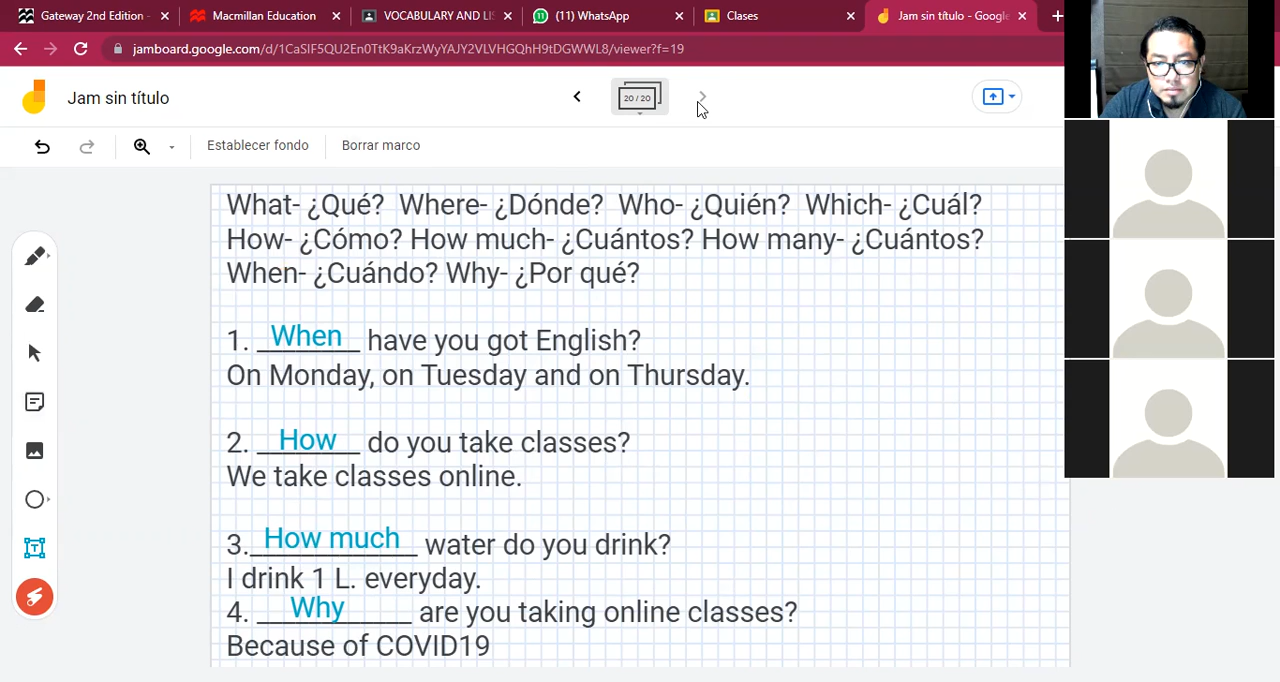 Gateway 2nd Edition -
Macmillan Education
VOCABULARY AND LIS
(11) WhatsApp
Clases
Jam sin título - Google
jamboard.google.com/d/1CaSlF5QU2En0TtK9aKrzWyYAJY2VLVHGQhH9tDGWWL8/viewer?f=19
Jam sin título
20 / 20
Establecer fondo
Borrar marco
What- ¿Qué? Where- ¿Dónde? Who- ¿Quién? Which- ¿Cuál?
How- ¿Cómo? How much- ¿Cuántos? How many- ¿Cuántos?
When- ¿Cuándo? Why- ¿Por qué?
1. When have you got English?
On Monday, on Tuesday and on Thursday.
2. How do you take classes?
We take classes online.
3. How much water do you drink?
I drink 1 L. everyday.
4. Why are you taking online classes?
Because of COVID19